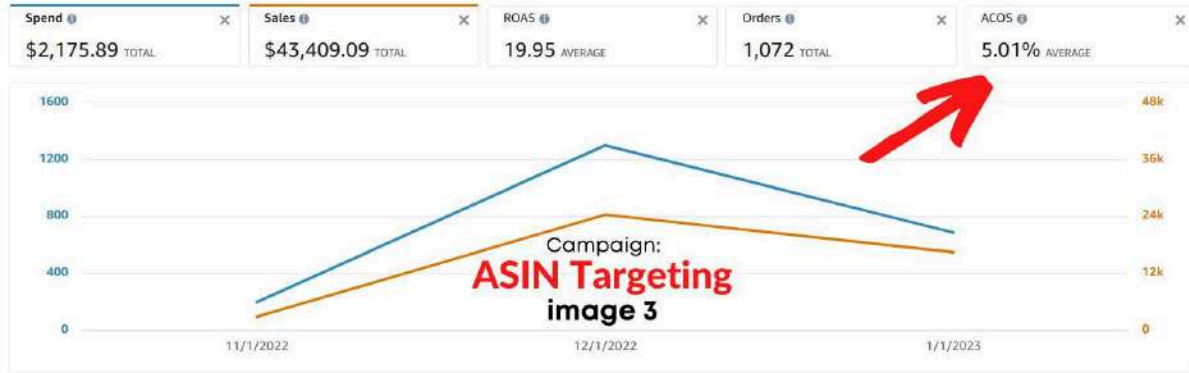 Spend Sales ROAS Orders ACOS
$2,175.89 TOTAL $43,409.09 TOTAL 19.95 AVERAGE 1,072 TOTAL 5.01% AVERAGE
1600 48k
1200 36k
800 24k
Campaign:
ASIN Targeting
400 12k
image 3
0 0
11/1/2022 12/1/2022 1/1/2023